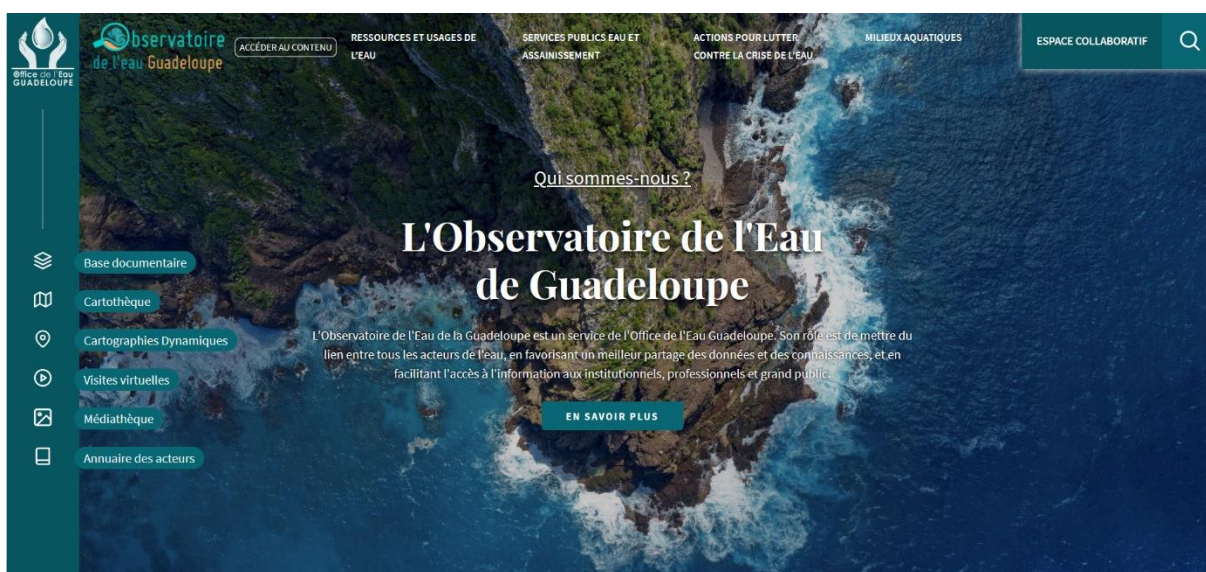 Office de l'Eau
GUADELOUPE
Observatoire
de l'eau Guadeloupe
ACCÉDER AU CONTENU
RESSOURCES ET USAGES DE
L'EAU
SERVICES PUBLICS EAU ET
ASSAINISSEMENT
ACTIONS POUR LUTTER
CONTRE LA CRISE DE L'EAU
MILIEUX AQUATIQUES
ESPACE COLLABORATIF
Qui sommes-nous ?
L'Observatoire de l'Eau
de Guadeloupe
L'Observatoire de l'Eau de la Guadeloupe est un service de l'Office de l'Eau Guadeloupe. Son rôle est de mettre du
lien entre tous les acteurs de l'eau, en favorisant un meilleur partage des données et des connaissances, et en
facilitant l'accès à l'information aux institutionnels, professionnels et grand public.
EN SAVOIR PLUS
Base documentaire
Cartothèque
Cartographies Dynamiques
Visites virtuelles
Médiathèque
Annuaire des acteurs